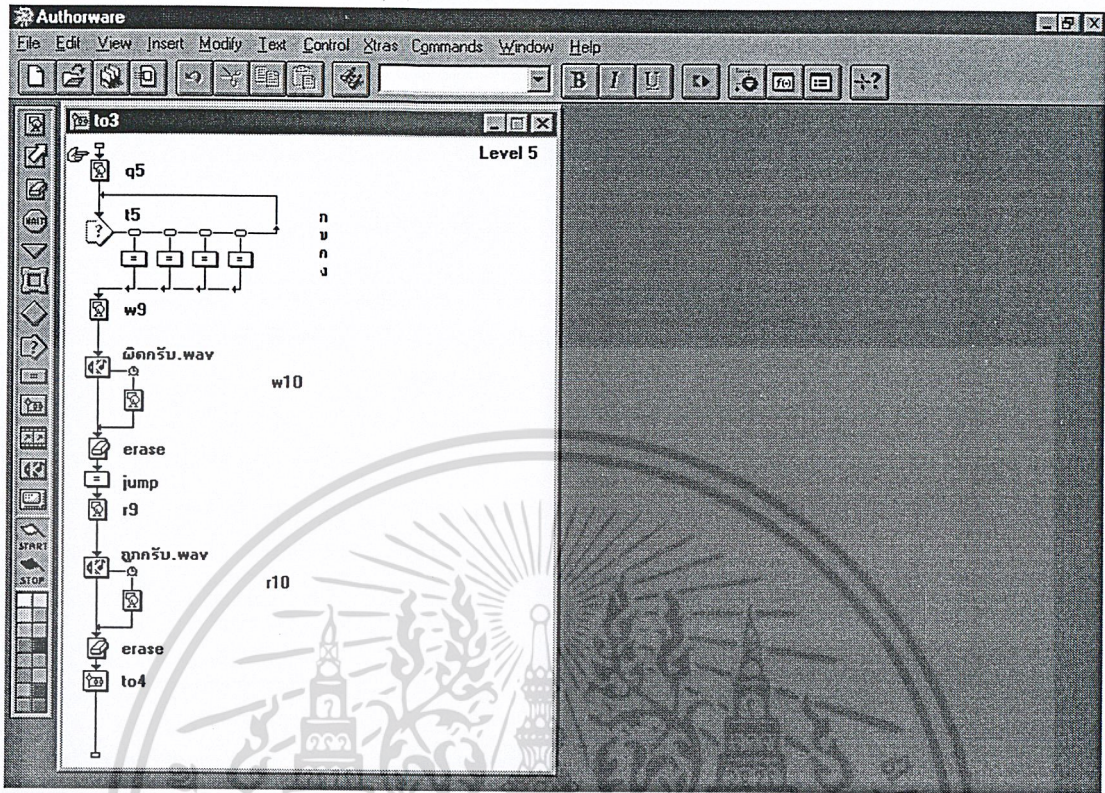 Authorware
File Edit View Insert Modify Text Control Xtras Commands Window Help
B I U
to3
Level 5
q5
t5
ก
ข
ค
ง
w9
ผิดครับ.wav
w10
erase
jump
r9
ถูกครับ.wav
r10
erase
to4
WAIT
START
STOP